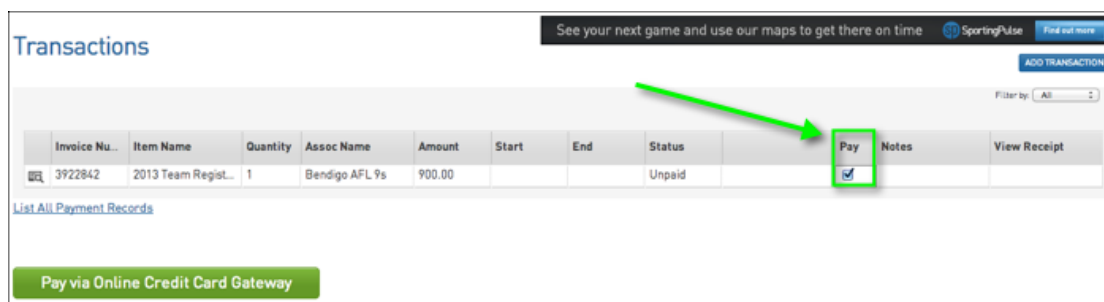 See your next game and use our maps to get there on time SportingPulse Find out more
Transactions
ADD TRANSACTION
Filter by: All
Invoice Nu... Item Name Quantity Assoc Name Amount Start End Status Pay Notes View Receipt
3922842 2013 Team Regist... 1 Bendigo AFL 9s 900.00 Unpaid
List All Payment Records
Pay via Online Credit Card Gateway